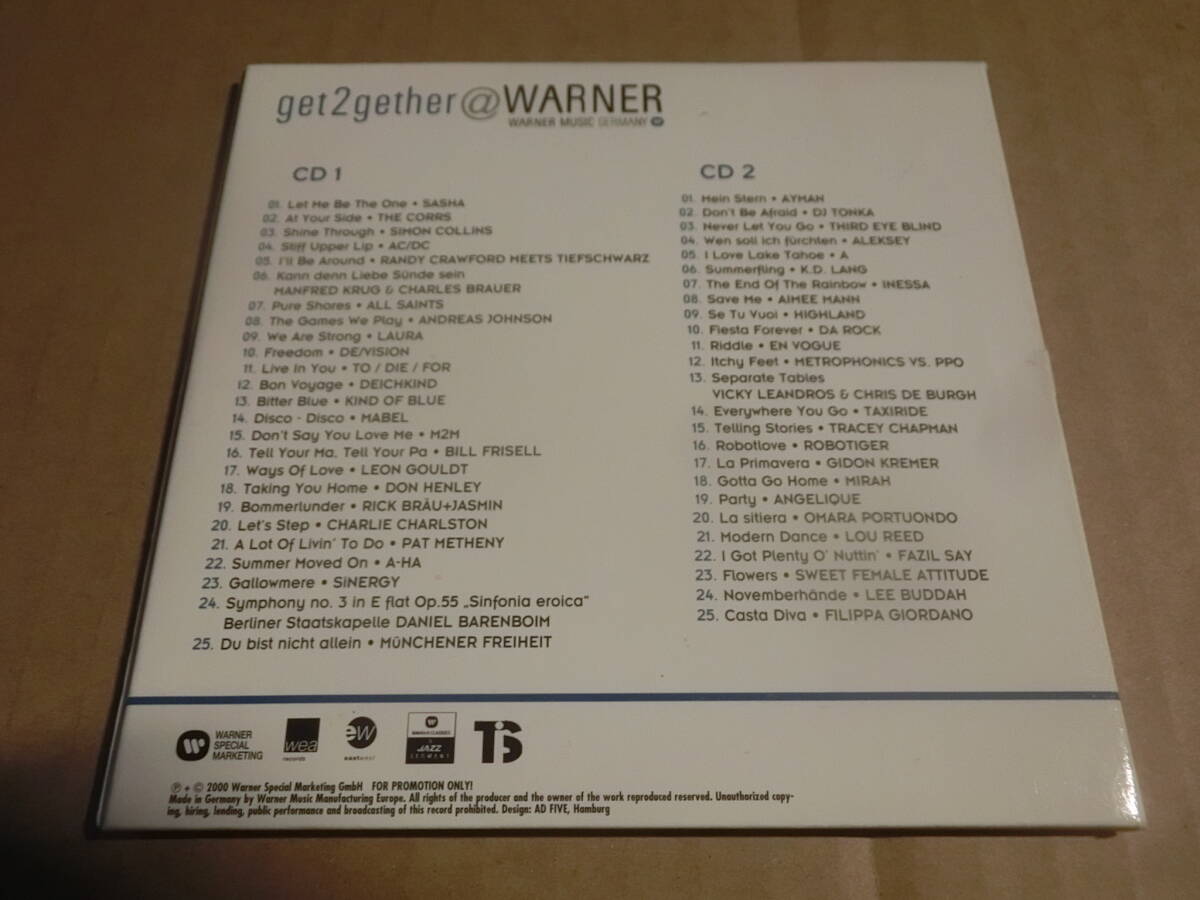 get2gether@WARNER
WARNER MUSIC GERMANY
CD 1
01. Let Me Be The One • SASHA
02. At Your Side • THE CORRS
03. Shine Through • SIMON COLLINS
04. Stiff Upper Lip • AC/DC
05. I'll Be Around • RANDY CRAWFORD MEETS TIEFSCHWARZ
06. Kann denn Liebe Sünde sein
MANFRED KRUG & CHARLES BRAUER
07. Pure Shores • ALL SAINTS
08. The Games We Play • ANDREAS JOHNSON
09. We Are Strong • LAURA
10. Freedom • DE/VISION
11. Live In You • TO / DIE / FOR
12. Bon Voyage • DEICHKIND
13. Bitter Blue • KIND OF BLUE
14. Disco - Disco • MABEL
15. Don't Say You Love Me • M2M
16. Tell Your Ma, Tell Your Pa • BILL FRISELL
17. Ways Of Love • LEON GOULDT
18. Taking You Home • DON HENLEY
19. Bommerlunder • RICK BRÄU+JASMIN
20. Let's Step • CHARLIE CHARLSTON
21. A Lot Of Livin' To Do • PAT METHENY
22. Summer Moved On • A-HA
23. Gallowmere • SiNERGY
24. Symphony no. 3 in E flat Op.55 „Sinfonia eroica"
Berliner Staatskapelle DANIEL BARENBOIM
25. Du bist nicht allein • MüNCHENER FREIHEIT
CD 2
01. Mein Stern • AYMAN
02. Don't Be Afraid • DJ TONKA
03. Never Let You Go • THIRD EYE BLIND
04. Wen soll ich fürchten • ALEKSEY
05. I Love Lake Tahoe • A
06. Summerfling • K.D. LANG
07. The End Of The Rainbow • INESSA
08. Save Me • AIMEE MANN
09. Se Tu Vuoi • HIGHLAND
10. Fiesta Forever • DA ROCK
11. Riddle • EN VOGUE
12. Itchy Feet • METROPHONICS VS. PPO
13. Separate Tables
VICKY LEANDROS & CHRIS DE BURGH
14. Everywhere You Go • TAXIRIDE
15. Telling Stories • TRACEY CHAPMAN
16. Robotlove • ROBOTIGER
17. La Primavera • GIDON KREMER
18. Gotta Go Home • MIRAH
19. Party • ANGELIQUE
20. La sitiera • OMARA PORTUONDO
21. Modern Dance • LOU REED
22. I Got Plenty O' Nuttin' • FAZIL SAY
23. Flowers • SWEET FEMALE ATTITUDE
24. Novemberhände • LEE BUDDAH
25. Casta Diva • FILIPPA GIORDANO
WARNER
SPECIAL
MARKETING
wea
records
ew
eastwest
JAZZ
SEGMENT
TiS
℗ + © 2000 Warner Special Marketing GmbH FOR PROMOTION ONLY!
Made in Germany by Warner Music Manufacturing Europe. All rights of the producer and the owner of the work reproduced reserved. Unauthorized copy-
ing, hiring, lending, public performance and broadcasting of this record prohibited. Design: AD FIVE, Hamburg